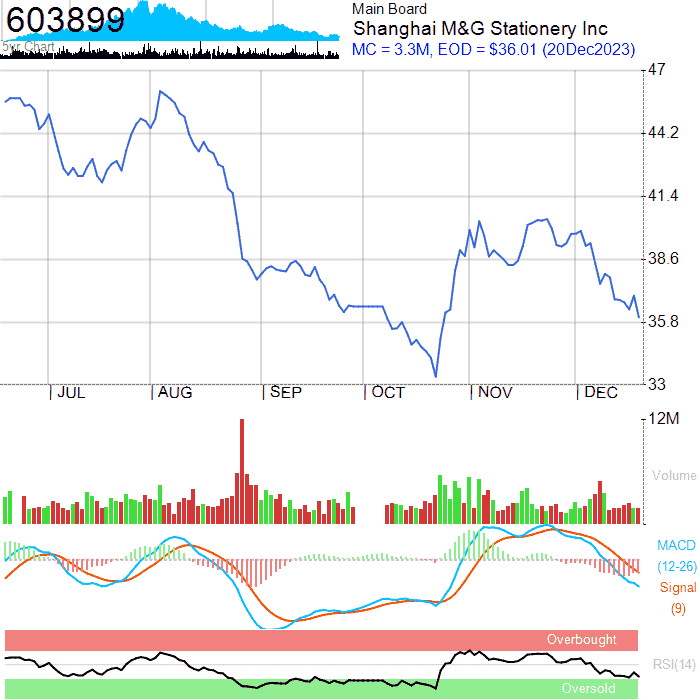 603899
5yr Chart
Main Board
Shanghai M&G Stationery Inc
MC = 3.3M, EOD = $36.01 (20Dec2023)
47
44.2
41.4
38.6
35.8
33
JUL
AUG
SEP
OCT
NOV
DEC
12M
Volume
MACD
(12-26)
Signal
(9)
Overbought
RSI(14)
Oversold